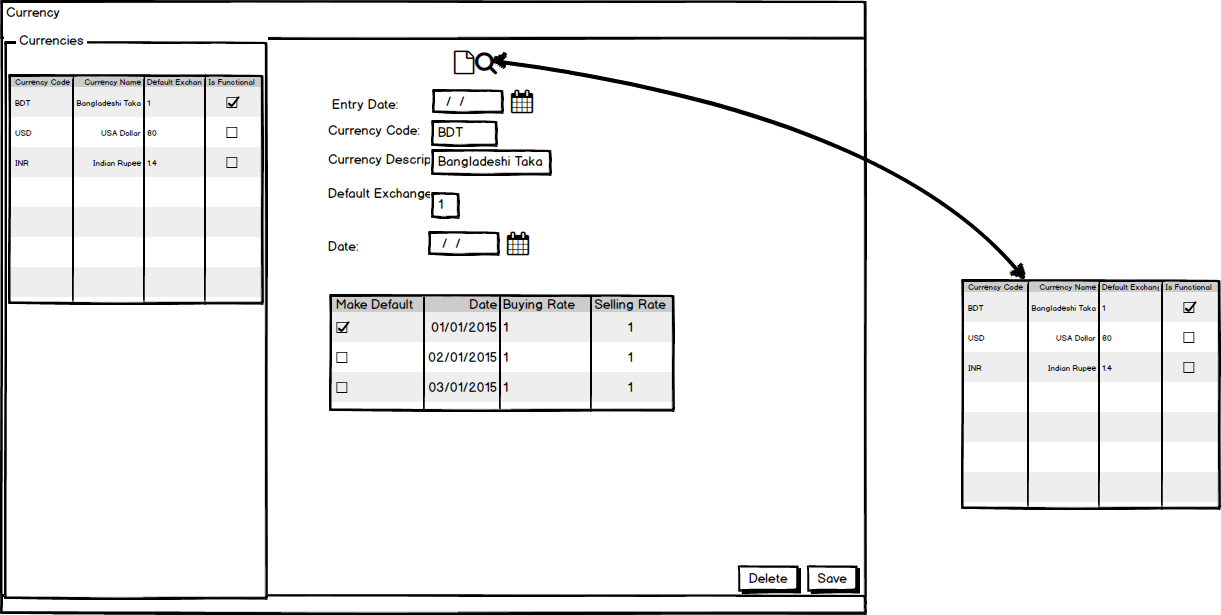 Currency
Currencies
Currency Code Currency Name Default Exchan Is Functional
BDT Bangladeshi Taka 1
USD USA Dollar 80
INR Indian Rupee 1.4
Entry Date: / /
Currency Code: BDT
Currency Descrip Bangladeshi Taka
Default Exchange 1
Date: / /
Make Default Date Buying Rate Selling Rate
01/01/2015 1 1
02/01/2015 1 1
03/01/2015 1 1
Delete Save
Currency Code Currency Name Default Exchang Is Functional
BDT Bangladeshi Taka 1
USD USA Dollar 80
INR Indian Rupee 1.4